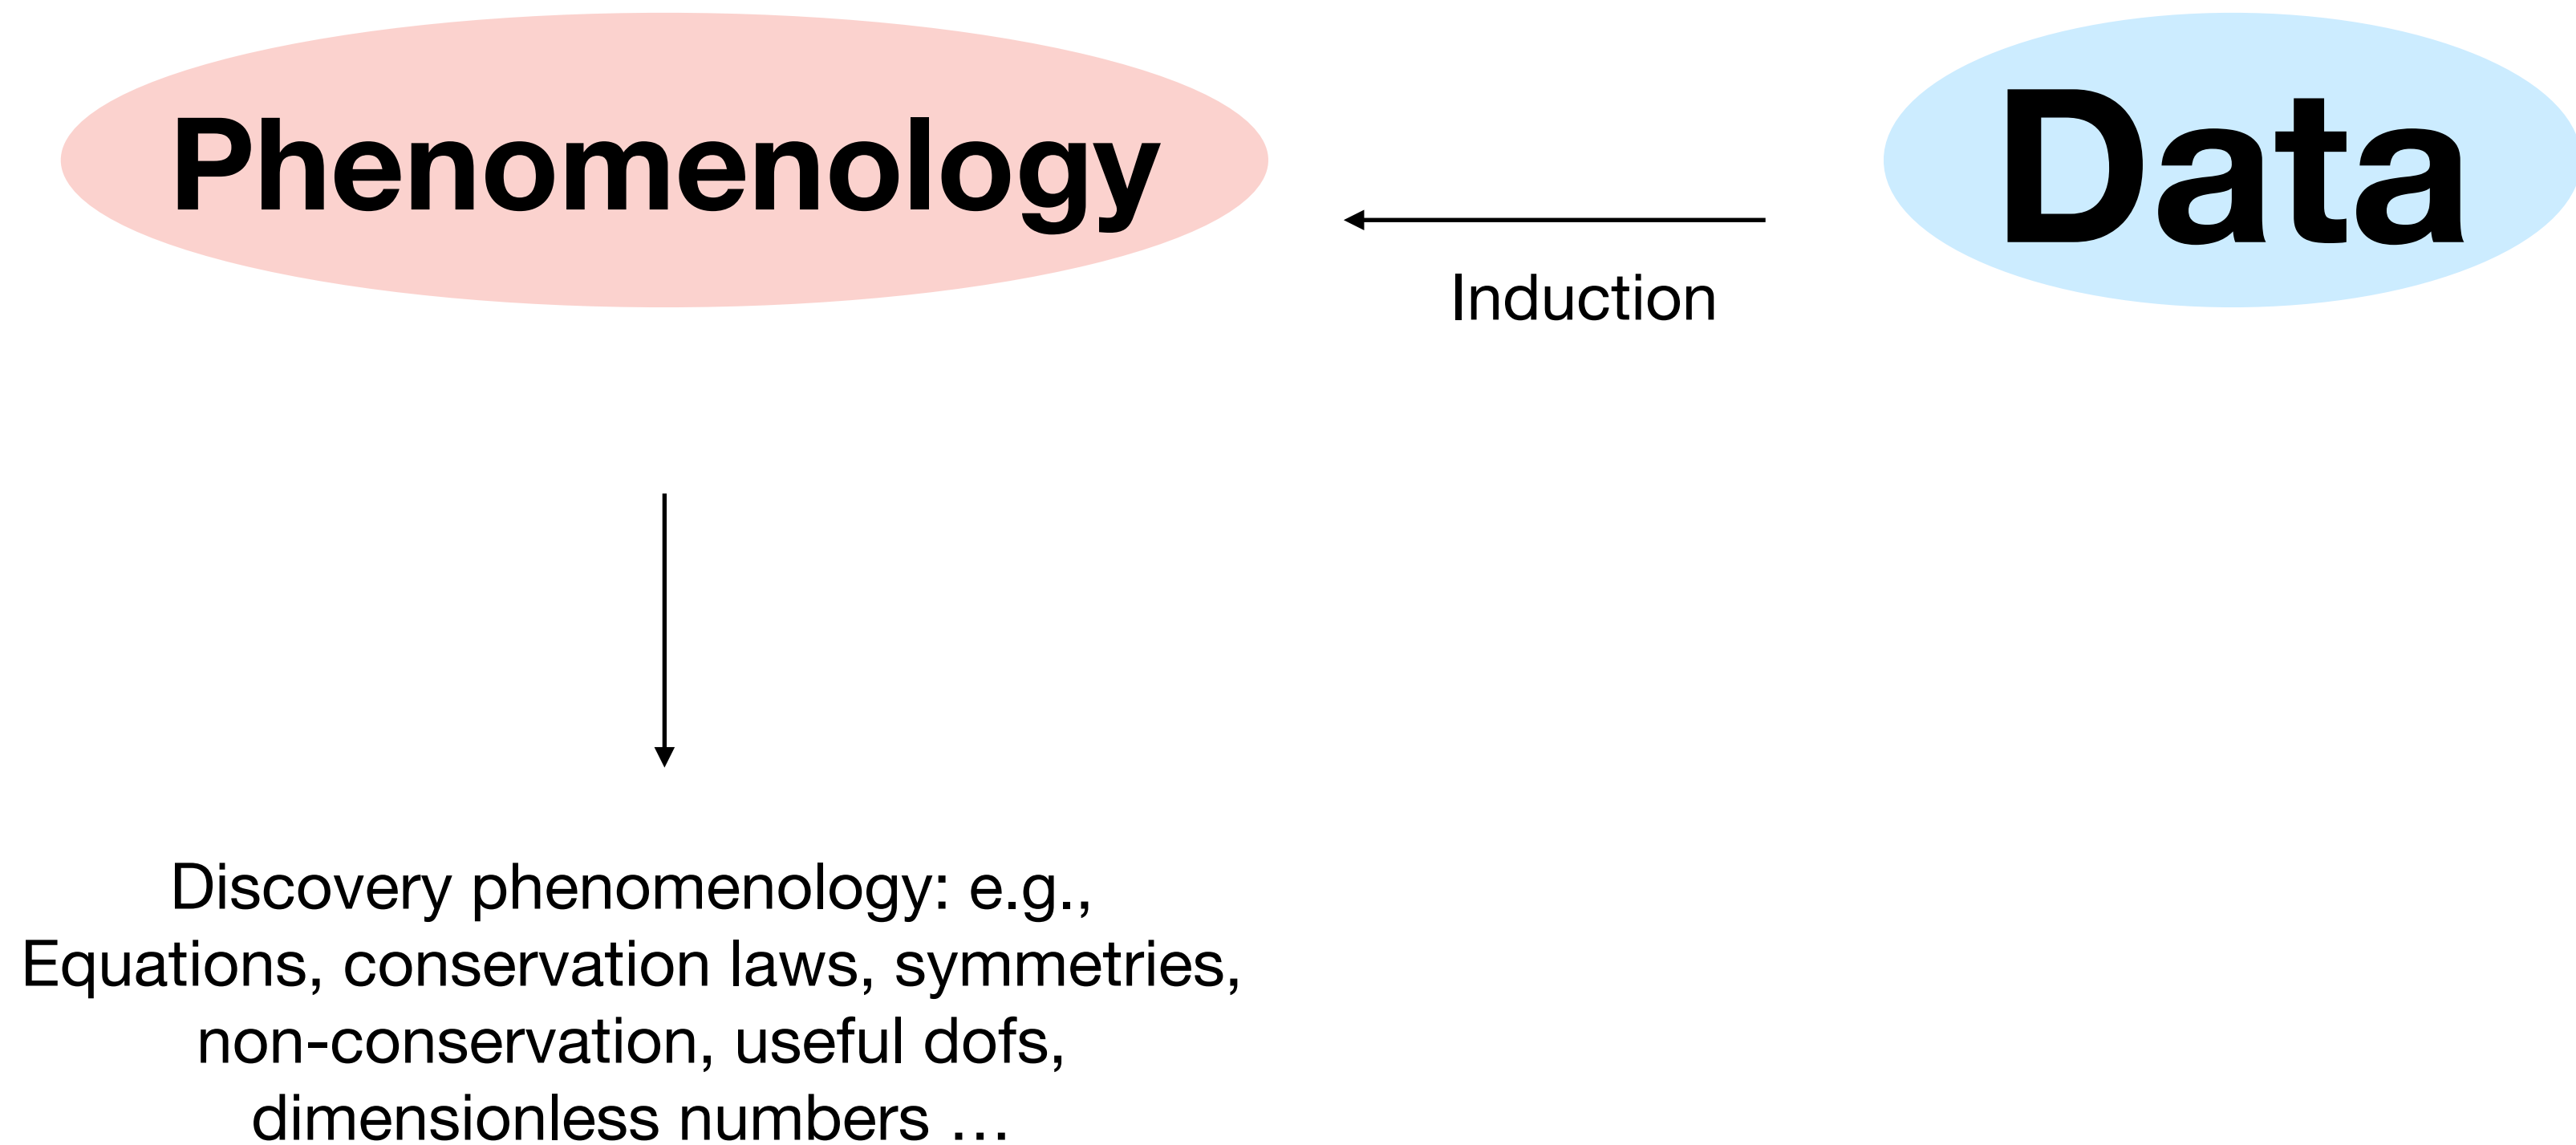 Phenomenology
Data
Induction
Discovery phenomenology: e.g.,
Equations, conservation laws, symmetries,
non-conservation, useful dofs,
dimensionless numbers …